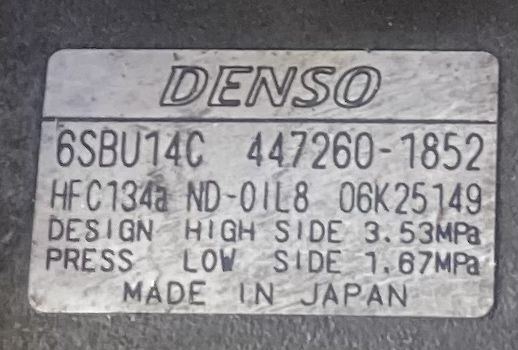 DENSO
6SBU14C 447260-1852
HFC134a ND-OIL8 06K25149
DESIGN HIGH SIDE 3.53MPa
PRESS LOW SIDE 1.67MPa
MADE IN JAPAN